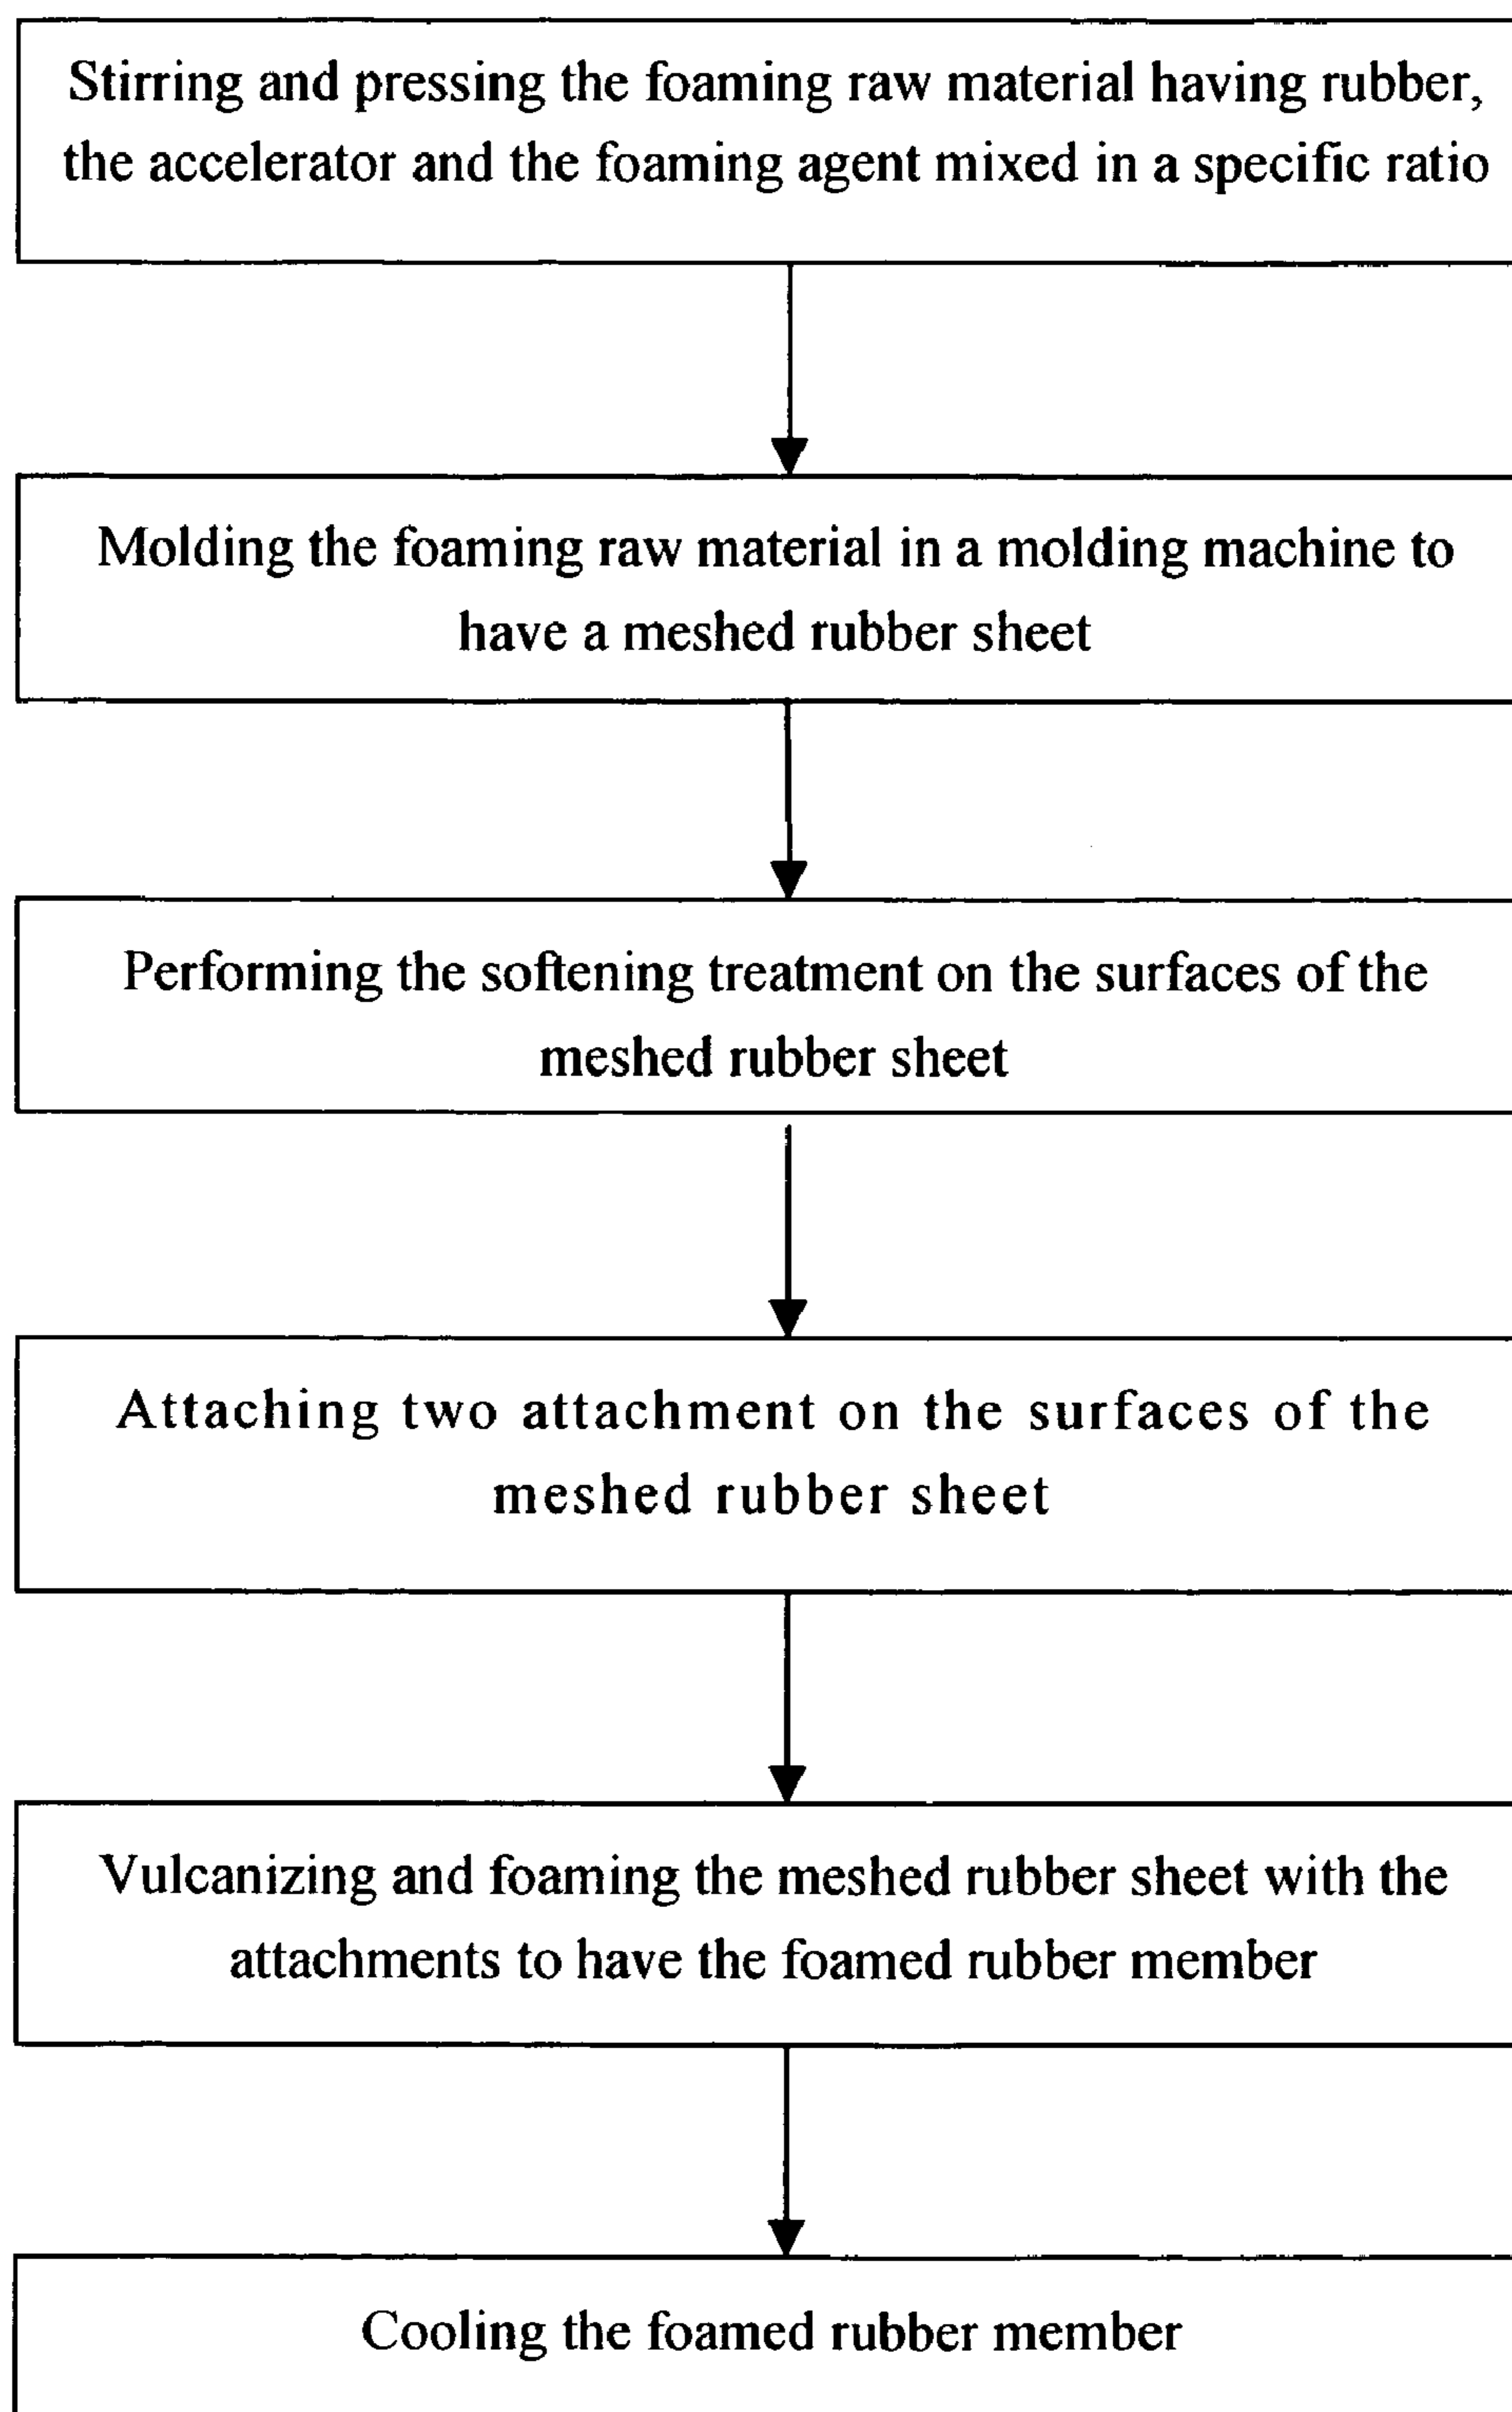 Stirring and pressing the foaming raw material having rubber,
the accelerator and the foaming agent mixed in a specific ratio
Molding the foaming raw material in a molding machine to
have a meshed rubber sheet
Performing the softening treatment on the surfaces of the
meshed rubber sheet
Attaching two attachment on the surfaces of the
meshed rubber sheet
Vulcanizing and foaming the meshed rubber sheet with the
attachments to have the foamed rubber member
Cooling the foamed rubber member